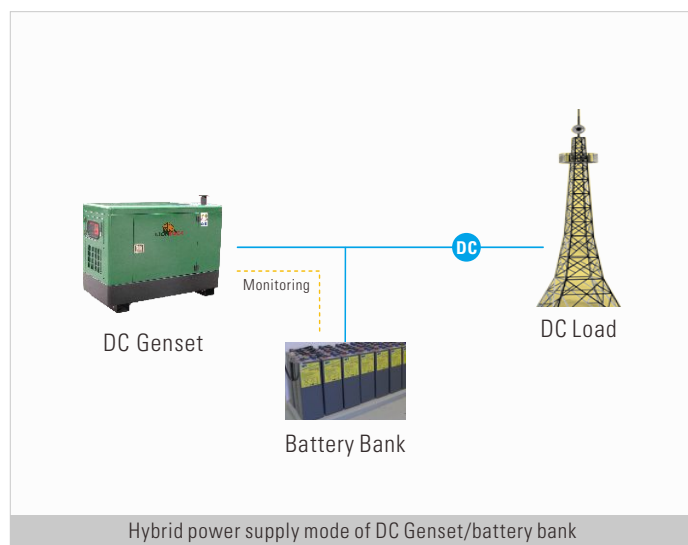 DC
Monitoring
DC Genset
DC Load
Battery Bank
Hybrid power supply mode of DC Genset/battery bank